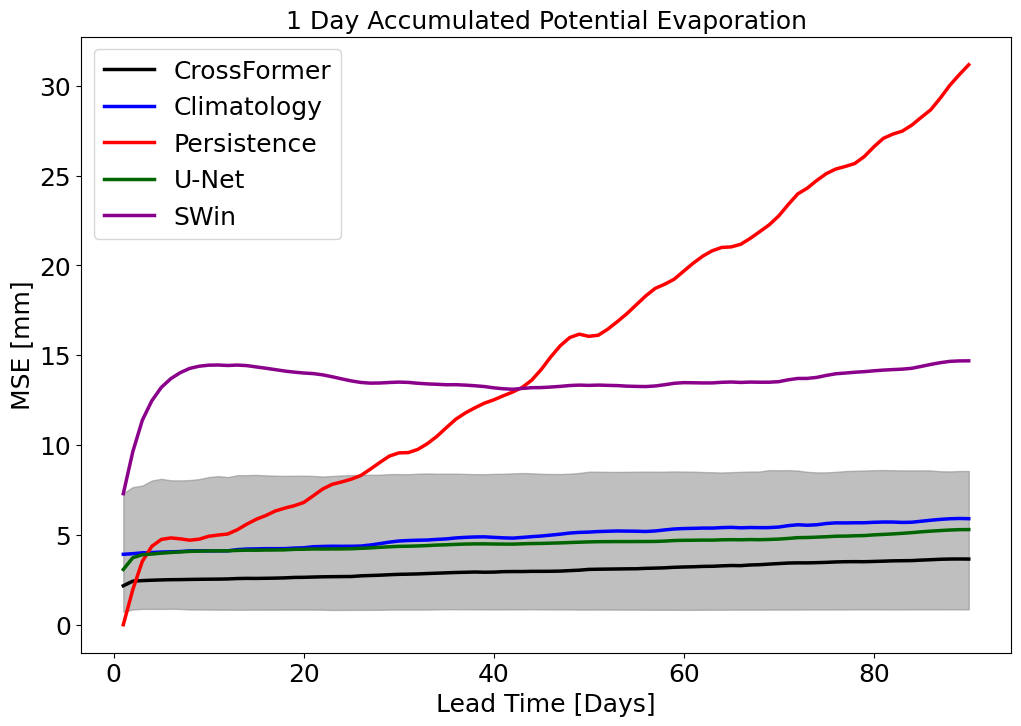 1 Day Accumulated Potential Evaporation
CrossFormer
Climatology
Persistence
U-Net
SWin
MSE [mm]
30
25
20
15
10
5
0
0 20 40 60 80
Lead Time [Days]